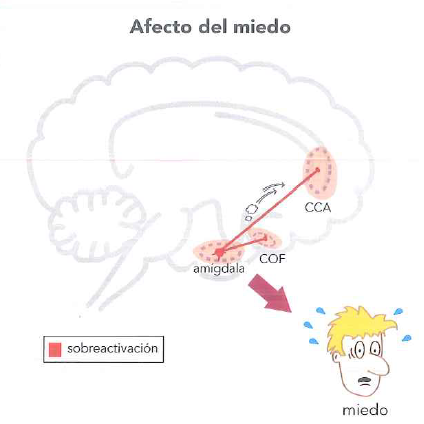 Afecto del miedo
CCA
COF
amígdala
sobreactivación
miedo